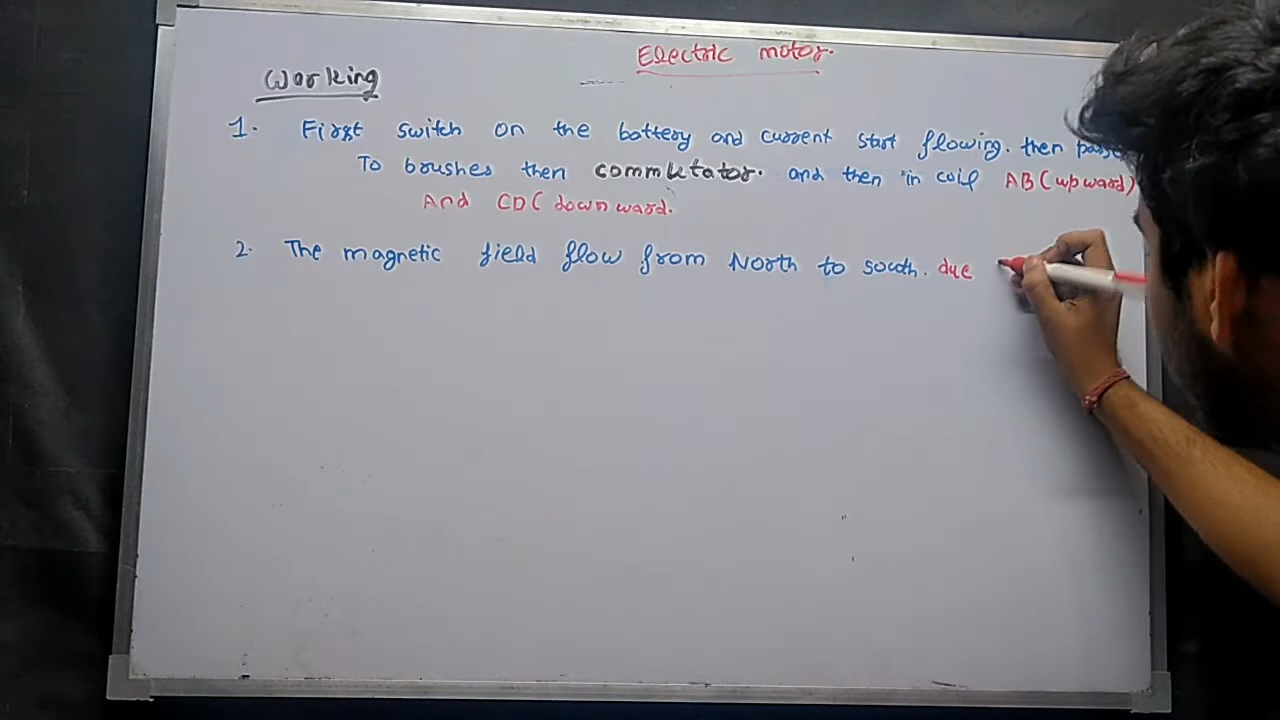 Electric motor.
Working
1. First switch on the battery and current start flowing. then
To brushes then commutator. and then in coil AB(upward)
And CD(downward.
2. The magnetic field flow from North to south. due